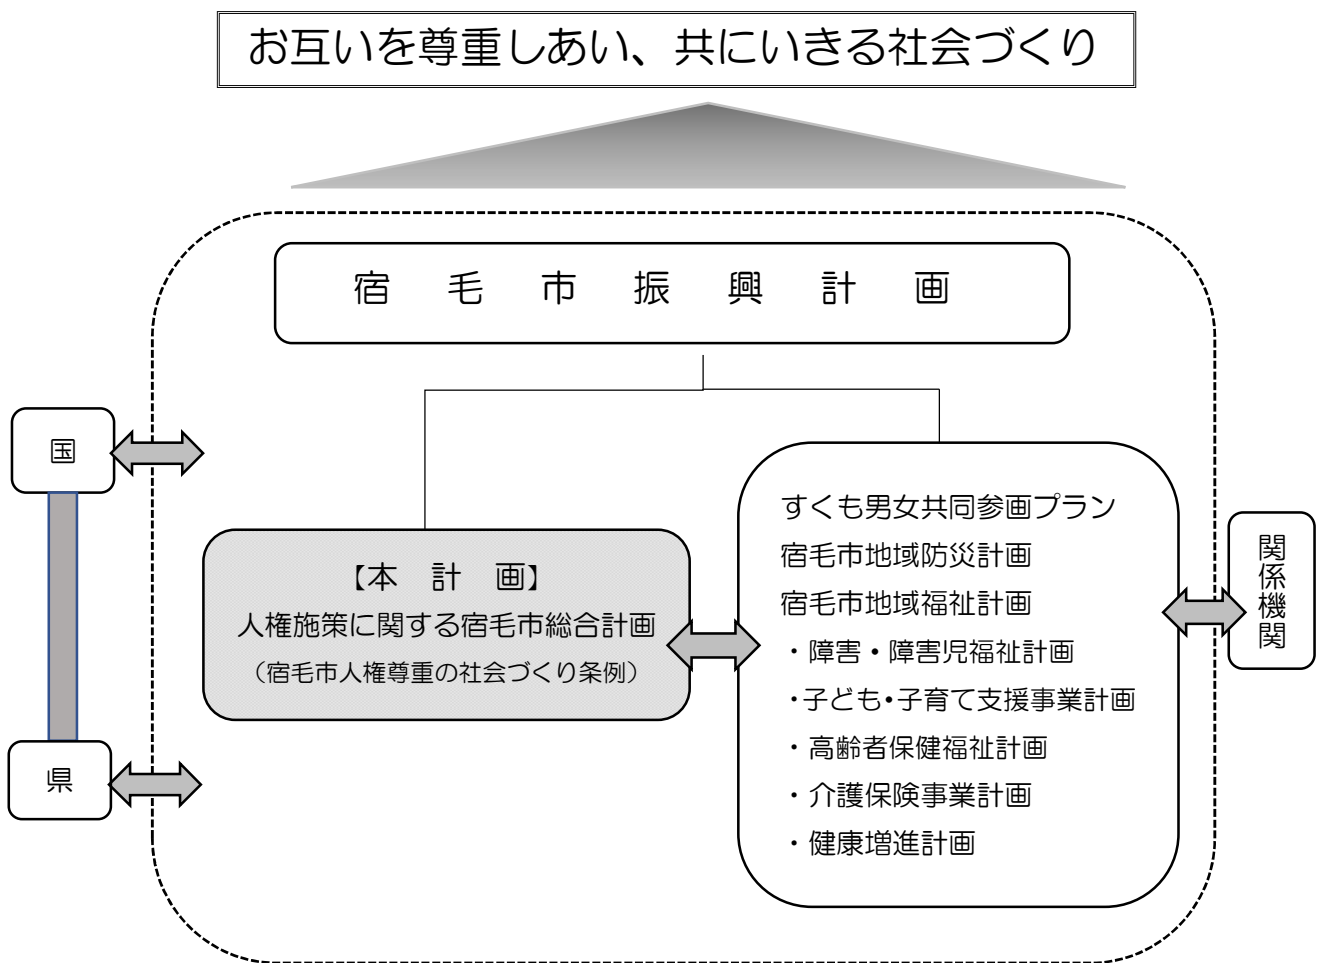 お互いを尊重しあい、共にいきる社会づくり
宿毛市振興計画
国
県
【本計画】
人権施策に関する宿毛市総合計画
（宿毛市人権尊重の社会づくり条例）
すくも男女共同参画プラン
宿毛市地域防災計画
宿毛市地域福祉計画
・障害・障害児福祉計画
・子ども・子育て支援事業計画
・高齢者保健福祉計画
・介護保険事業計画
・健康増進計画
関係機関